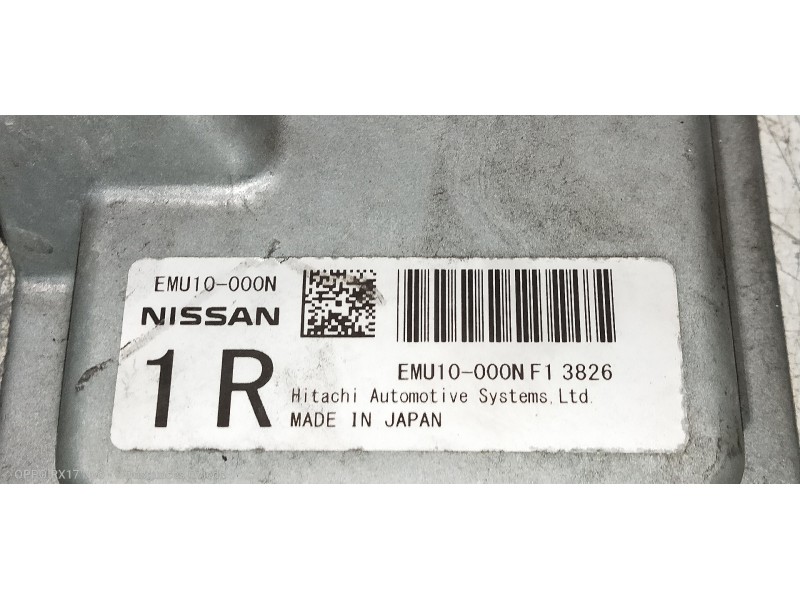 EMU10-000N
NISSAN
1 R
EMU10-000N F1 3826
Hitachi Automotive Systems, Ltd.
MADE IN JAPAN